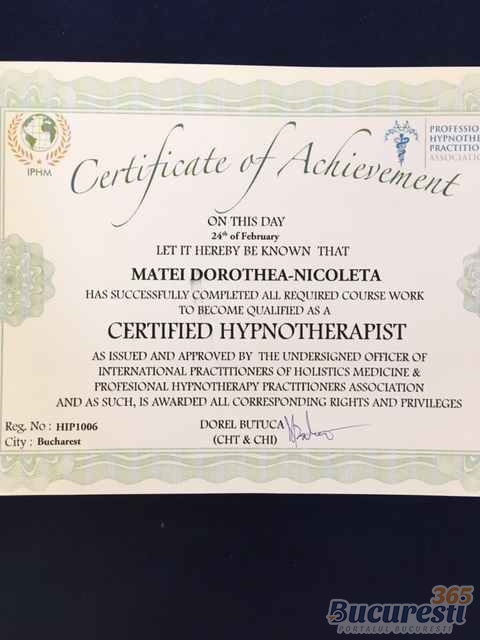 IPHM
PROFESSIO
HYPNOTHE
PRACTITION
ASSOCIATION
Certificate of Achievement
ON THIS DAY
24th of February
LET IT HEREBY BE KNOWN THAT
MATEI DOROTHEA-NICOLETA
HAS SUCCESSFULLY COMPLETED ALL REQUIRED COURSE WORK
TO BECOME QUALIFIED AS A
CERTIFIED HYPNOTHERAPIST
AS ISSUED AND APPROVED BY THE UNDERSIGNED OFFICER OF
INTERNATIONAL PRACTITIONERS OF HOLISTICS MEDICINE &
PROFESIONAL HYPNOTHERAPY PRACTITIONERS ASSOCIATION
AND AS SUCH, IS AWARDED ALL CORRESPONDING RIGHTS AND PRIVILEGES
Reg. No : HIP1006
DOREL BUTUCA
City : Bucharest
(CHT & CHI)
365
Bucuresti
PORTALUL BUCURESTI